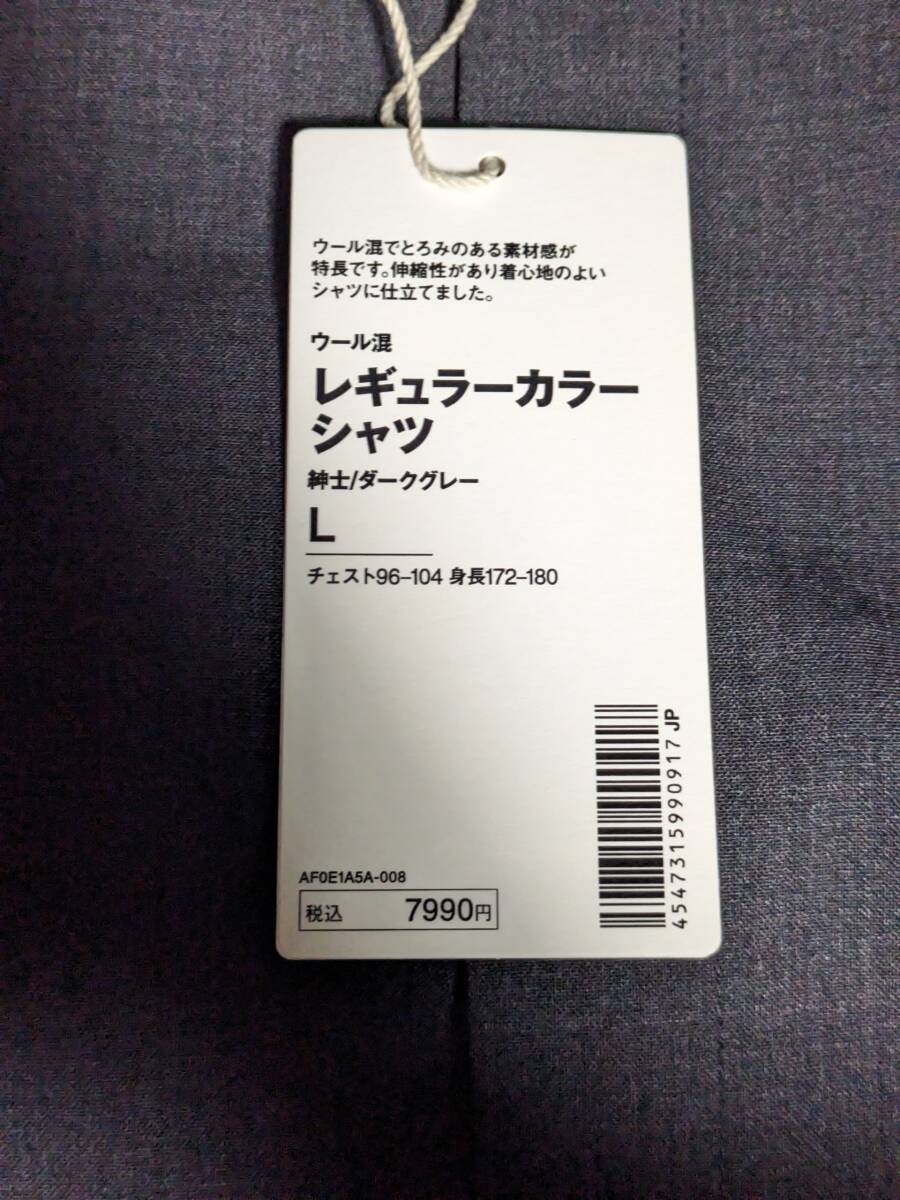 ウール混でとろみのある素材感が
特長です。伸縮性があり着心地のよい
シャツに仕立てました。
ウール混
レギュラーカラー
シャツ
紳士/ダークグレー
L
チェスト96–104 身長172–180
4547315990917 JP
AF0E1A5A-008
税込 7990円